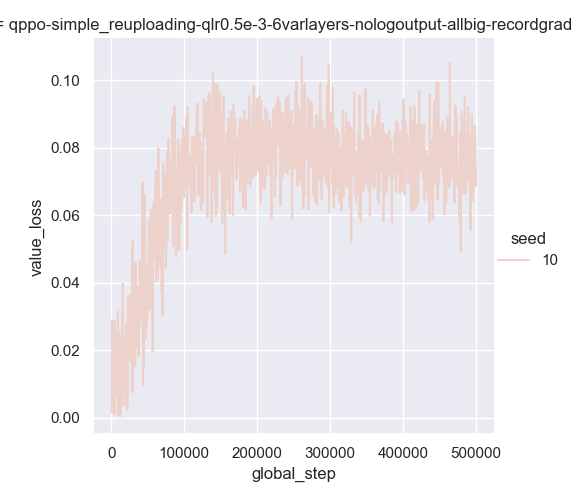 = qppo-simple_reuploading-qlr0.5e-3-6varlayers-nologoutput-allbig-recordgrad
0.10
0.08
0.06
0.04
0.02
0.00
value_loss
0 100000 200000 300000 400000 500000
global_step
seed
10